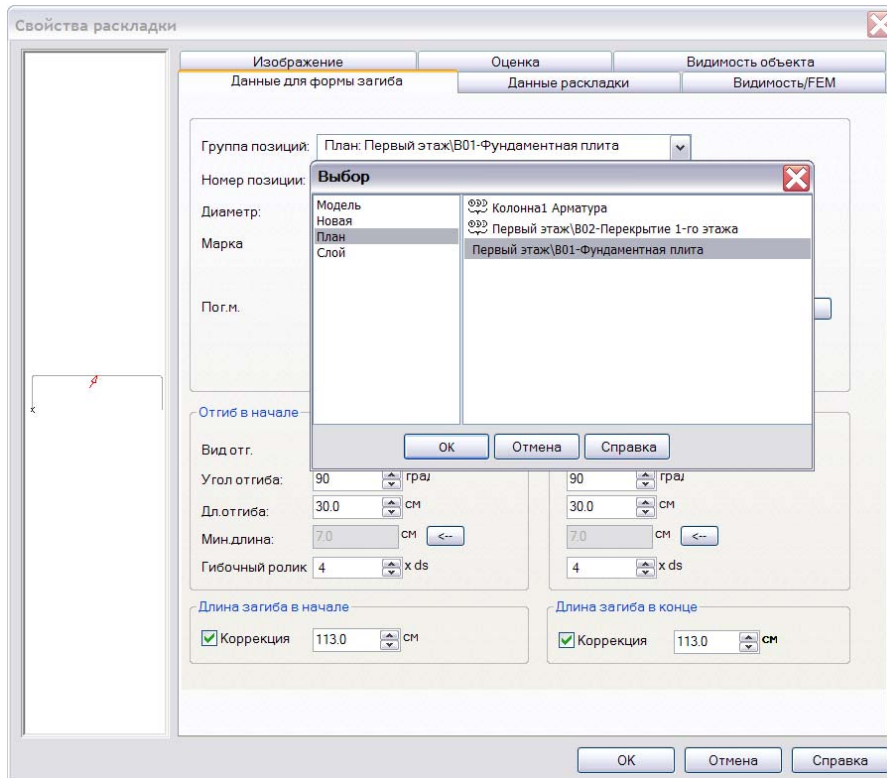 Свойства раскладки
Изображение Оценка Видимость объекта
Данные для формы загиба Данные раскладки Видимость/FEM
Группа позиций: План: Первый этаж\B01-Фундаментная плита
Номер позиции:
Диаметр:
Марка
Пог.м.
Выбор
Модель
Новая
План
Слой
Колонна1 Арматура
Первый этаж\B02-Перекрытие 1-го этажа
Первый этаж\B01-Фундаментная плита
ОК Отмена Справка
Отгиб в начале
Вид отг.
Угол отгиба: 90 град 90 град
Дл.отгиба: 30.0 см 30.0 см
Мин.длина: 7.0 см <-- 7.0 см <--
Гибочный ролик 4 x ds 4 x ds
Длина загиба в начале Длина загиба в конце
Коррекция 113.0 см Коррекция 113.0 см
ОК Отмена Справка